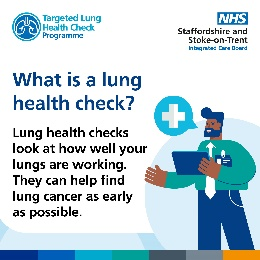 Targeted Lung
Health Check
Programme
NHS
Staffordshire and
Stoke-on-Trent
Integrated Care Board
What is a lung
health check?
Lung health checks
look at how well your
lungs are working.
They can help find
lung cancer as early
as possible.